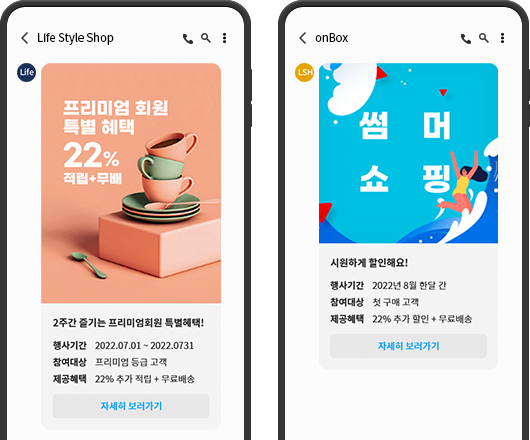 Life Style Shop
Life
프리미엄 회원
특별 혜택
22%
적립+무배
2주간 즐기는 프리미엄회원 특별혜택!
행사기간 2022.07.01 ~ 2022.0731
참여대상 프리미엄 등급 고객
제공혜택 22% 추가 적립 + 무료배송
자세히 보러가기
onBox
LSH
썸 머
쇼 핑
시원하게 할인해요!
행사기간 2022년 8월 한달 간
참여대상 첫 구매 고객
제공혜택 22% 추가 할인 + 무료배송
자세히 보러가기